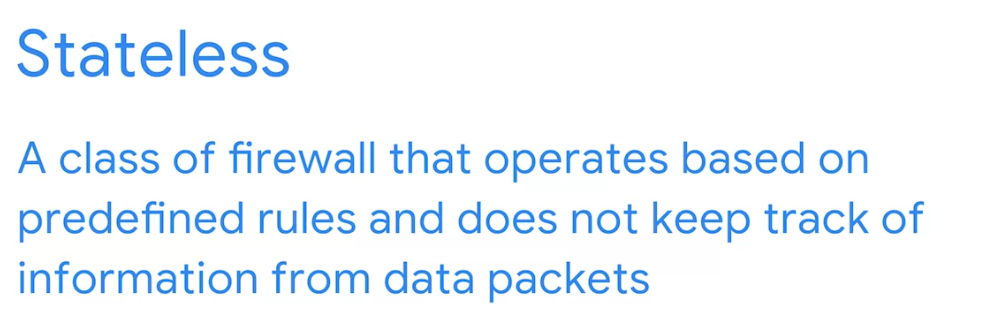 Stateless
A class of firewall that operates based on
predefined rules and does not keep track of
information from data packets